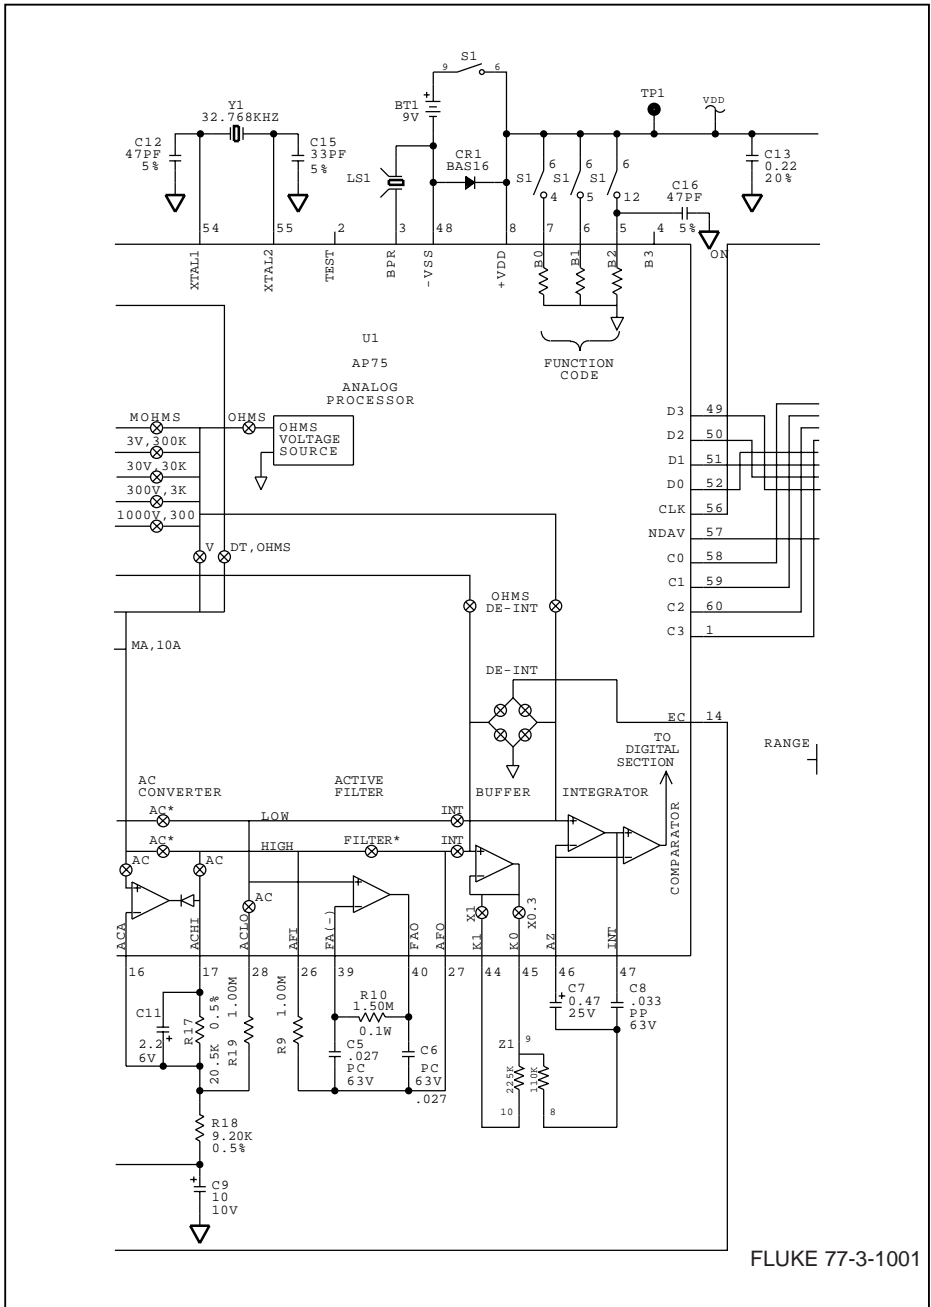 S1
9 6
TP1
VDD
BT1
9V
+
Y1
32.768KHZ
C12
47PF
5%
C15
33PF
5%
LS1
CR1
BAS16
S1 S1 S1
6 6 6
4 5 12
C16
47PF
5%
C13
0.22
20%
54 55 2 3 48 8 7 6 5 4
XTAL1 XTAL2 TEST BPR -VSS +VDD B0 B1 B2 B3
ON
U1
AP75
ANALOG
PROCESSOR
FUNCTION
CODE
MOHMS
OHMS
OHMS
VOLTAGE
SOURCE
3V,300K
30V,30K
300V,3K
1000V,300
V
DT,OHMS
D3 49
D2 50
D1 51
D0 52
CLK 56
NDAV 57
C0 58
C1 59
C2 60
C3 1
OHMS
DE-INT
MA,10A
DE-INT
EC 14
TO
DIGITAL
SECTION
RANGE
AC
CONVERTER
ACTIVE
FILTER
BUFFER
INTEGRATOR
COMPARATOR
AC*
LOW
INT
AC*
HIGH
FILTER*
INT
AC
AC
AC
+
-
+
-
+
-
+
-
+
-
X1
X0.3
ACA ACHI ACLO AFI FA(-) FAO AFO K1 K0 AZ INT
16 17 28 26 39 40 27 44 45 46 47
C11
2.2
6V
+
R17
20.5K 0.5%
R19 1.00M
R9 1.00M
R10
1.50M
0.1W
C5
.027
PC
63V
C6
PC
63V
.027
C7
0.47
25V
+
C8
.033
PP
63V
Z1
9
225K
110K
10 8
R18
9.20K
0.5%
+
C9
10
10V
FLUKE 77-3-1001